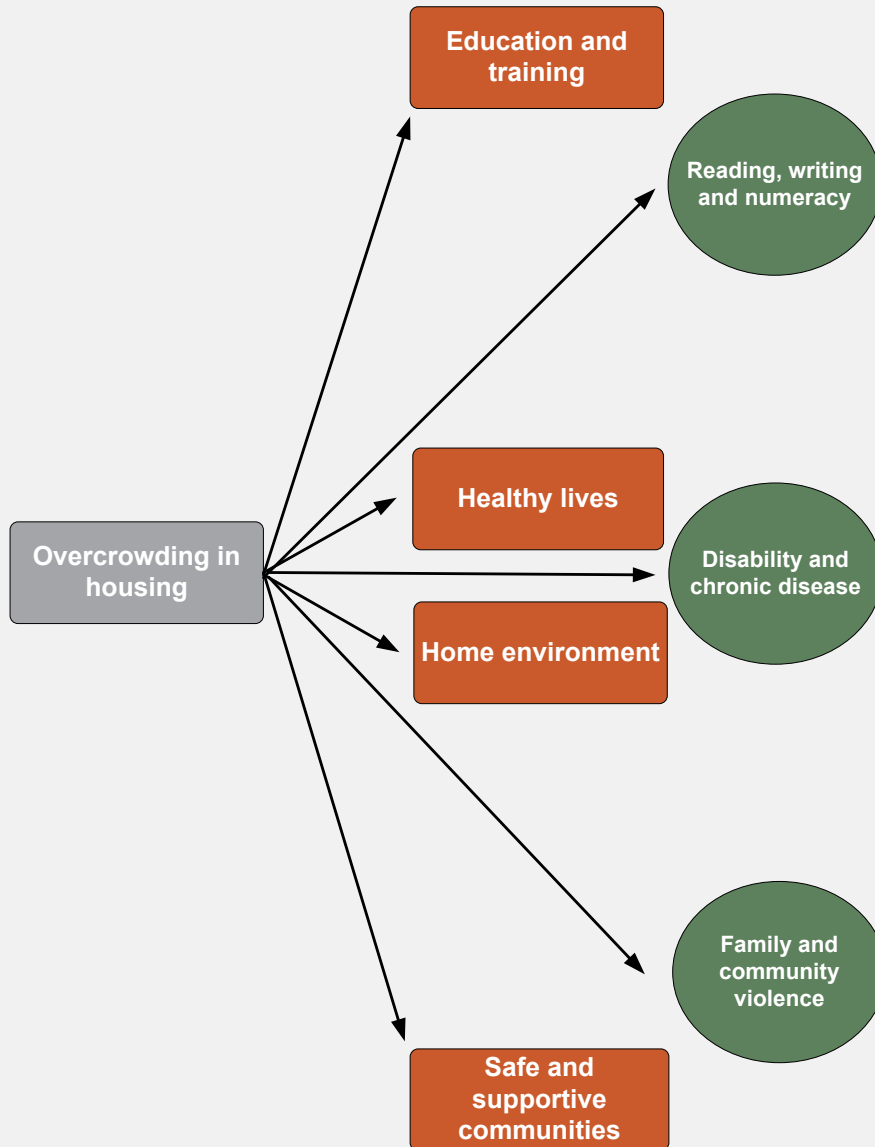 Education and
training
Reading, writing
and numeracy
Healthy lives
Overcrowding in
housing
Disability and
chronic disease
Home environment
Family and
community
violence
Safe and
supportive
communities